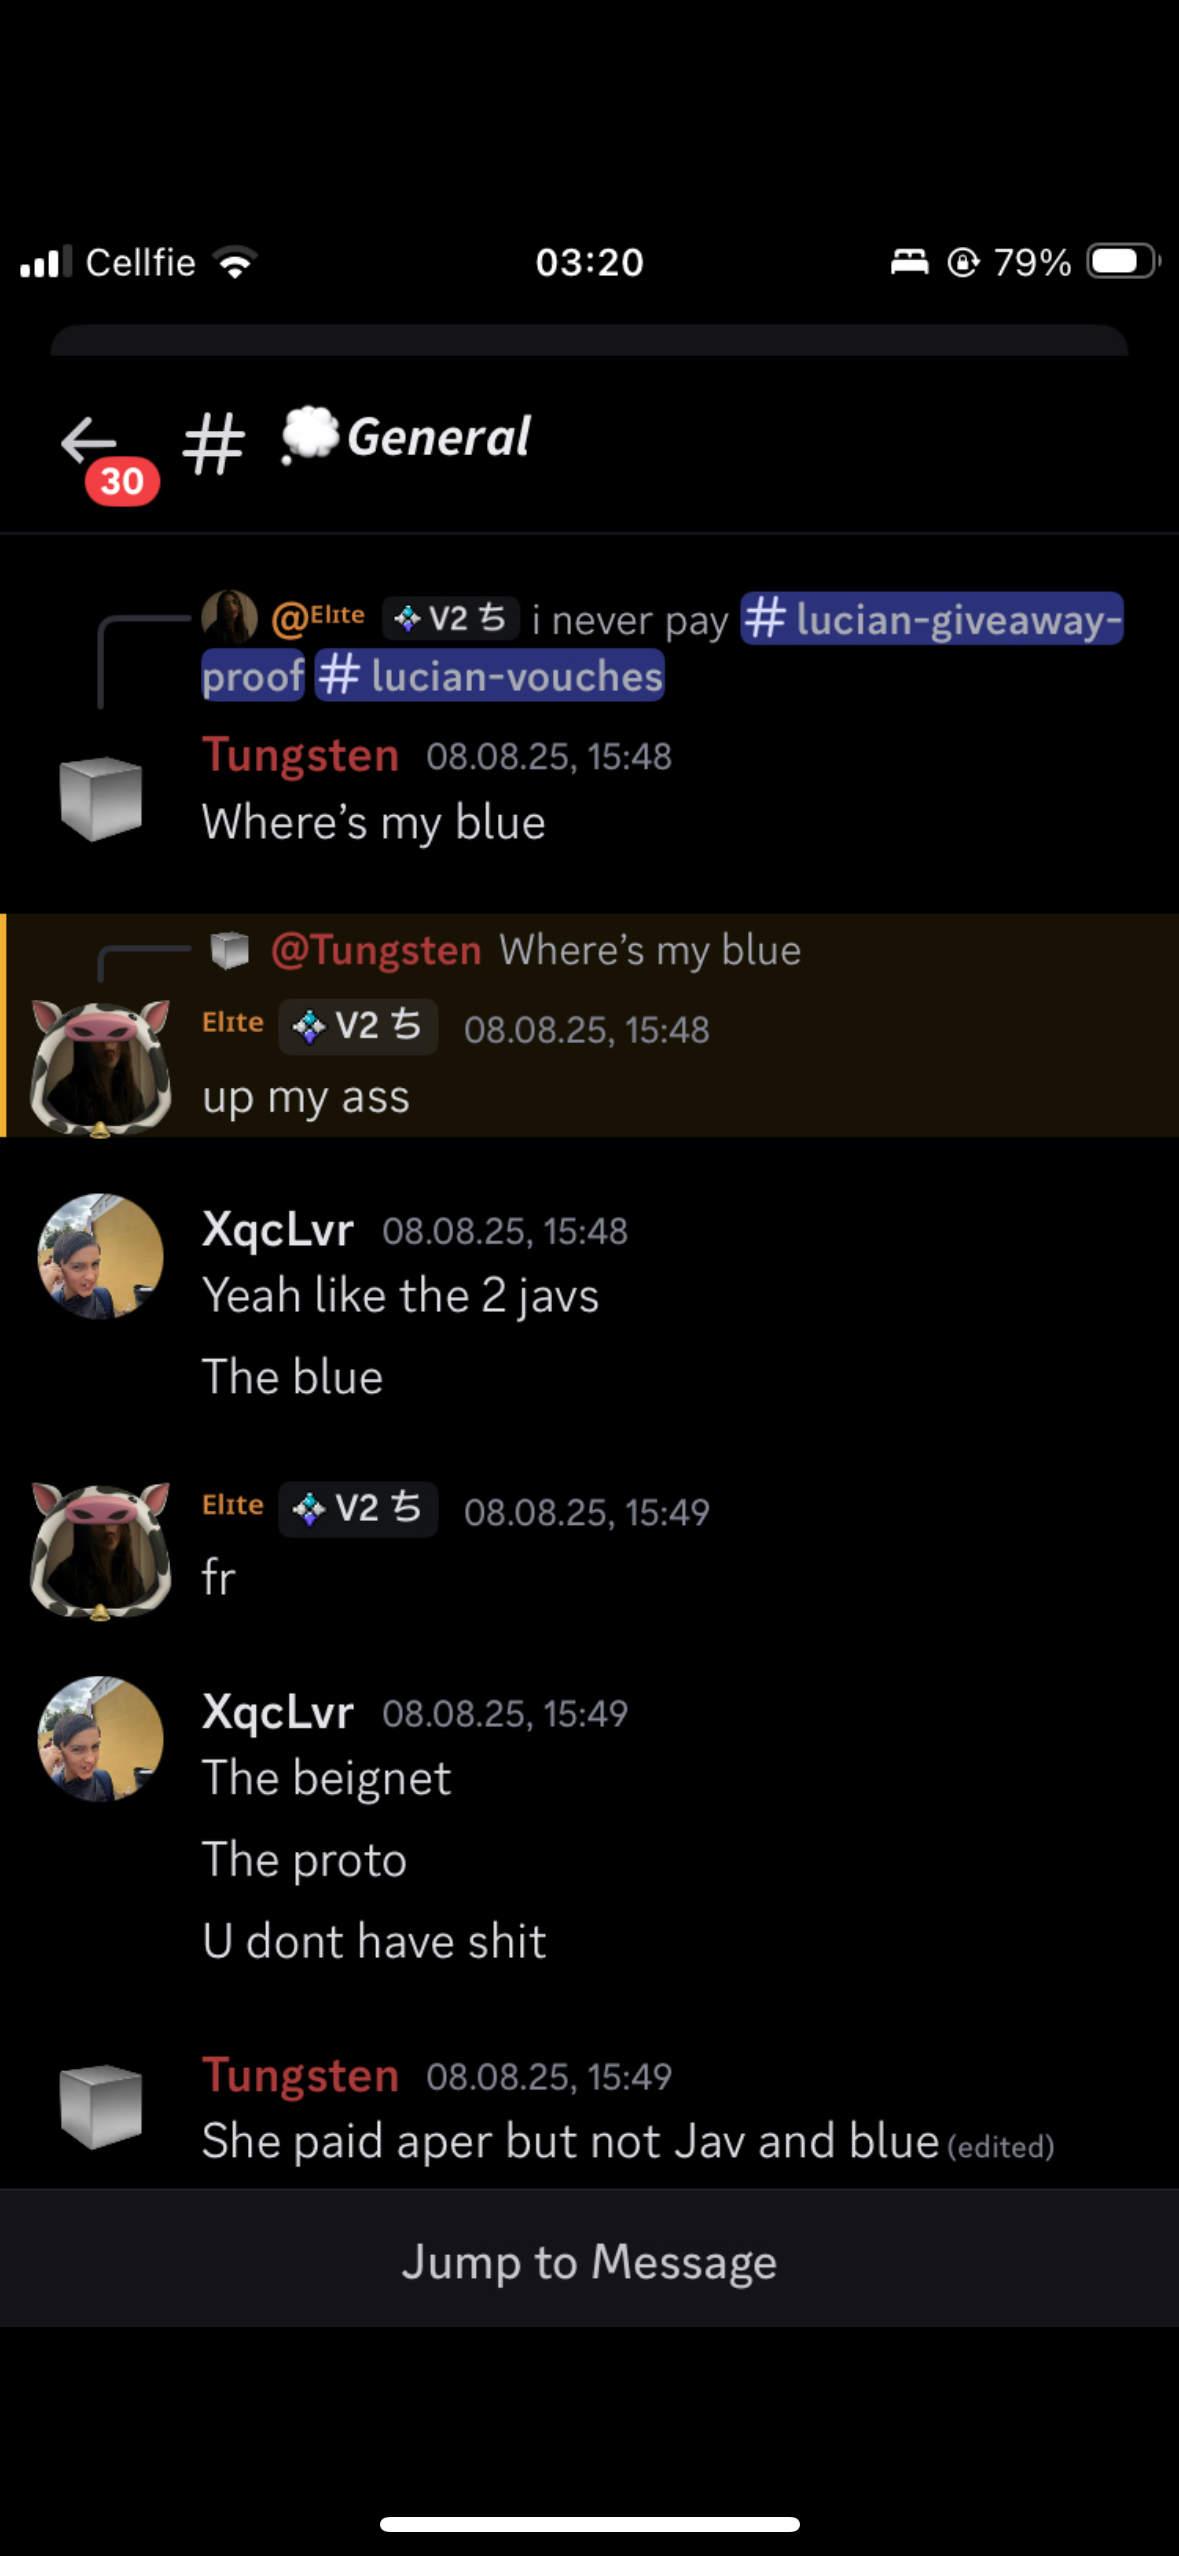 Cellfie 03:20 79%
30 # 💭General
@Elıte V2 ち i never pay # lucian-giveaway-
proof # lucian-vouches
Tungsten 08.08.25, 15:48
Where’s my blue
@Tungsten Where’s my blue
Elıte V2 ち 08.08.25, 15:48
up my ass
XqcLvr 08.08.25, 15:48
Yeah like the 2 javs
The blue
Elıte V2 ち 08.08.25, 15:49
fr
XqcLvr 08.08.25, 15:49
The beignet
The proto
U dont have shit
Tungsten 08.08.25, 15:49
She paid aper but not Jav and blue (edited)
Jump to Message